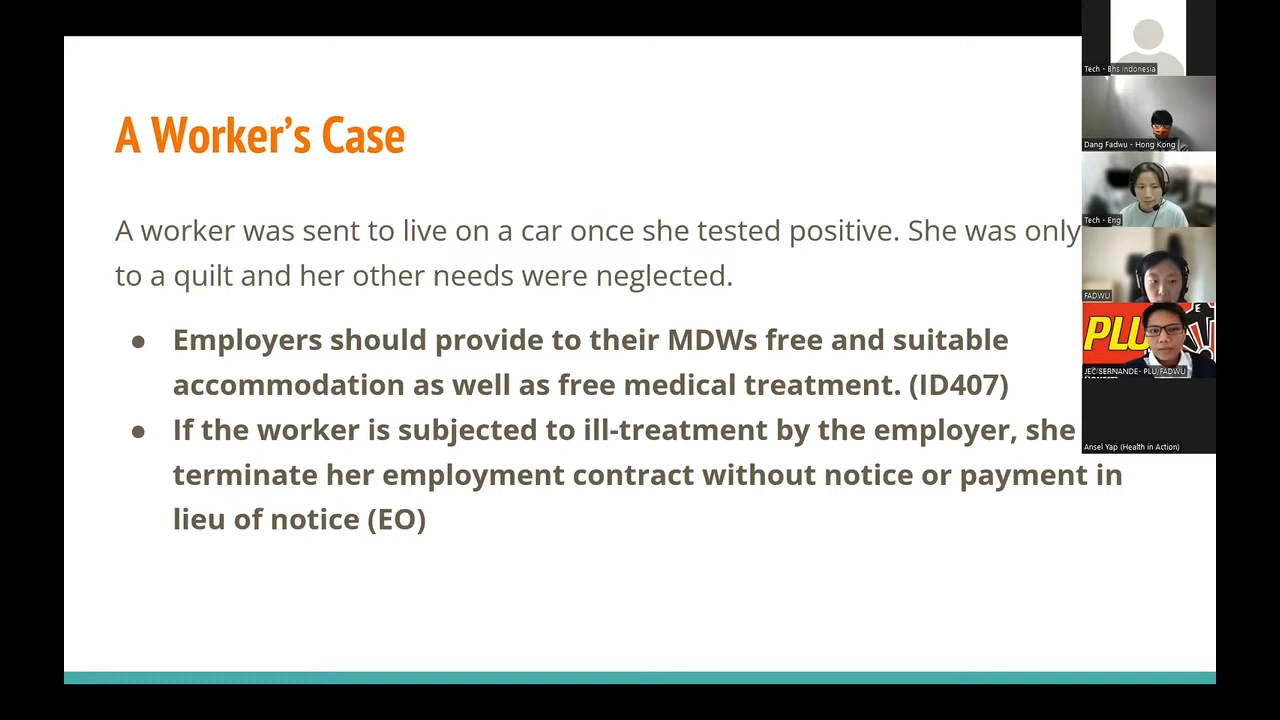 A Worker's Case
A worker was sent to live on a car once she tested positive. She was only
to a quilt and her other needs were neglected.
● Employers should provide to their MDWs free and suitable
accommodation as well as free medical treatment. (ID407)
● If the worker is subjected to ill-treatment by the employer, she
terminate her employment contract without notice or payment in
lieu of notice (EO)
Tech - Bhs Indonesia
Dang Fadwu - Hong Kong
Tech - Eng
FADWU
PLU
JEC SERNANDE- PLU/FADWU
Ansel Yap (Health in Action)